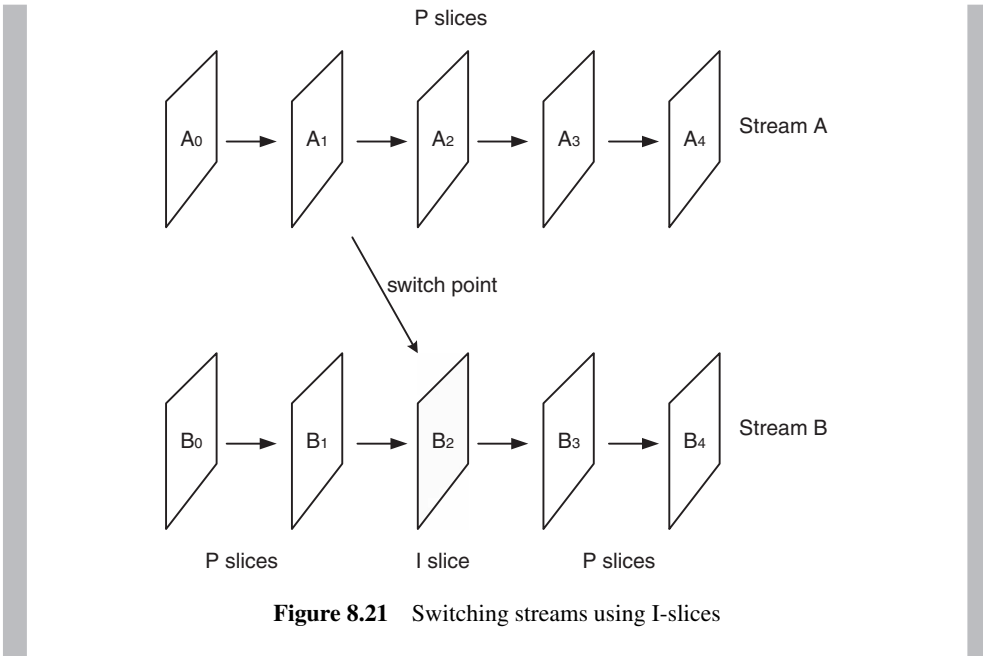 P slices
A0 A1 A2 A3 A4 Stream A
switch point
B0 B1 B2 B3 B4 Stream B
P slices I slice P slices
Figure 8.21 Switching streams using I-slices